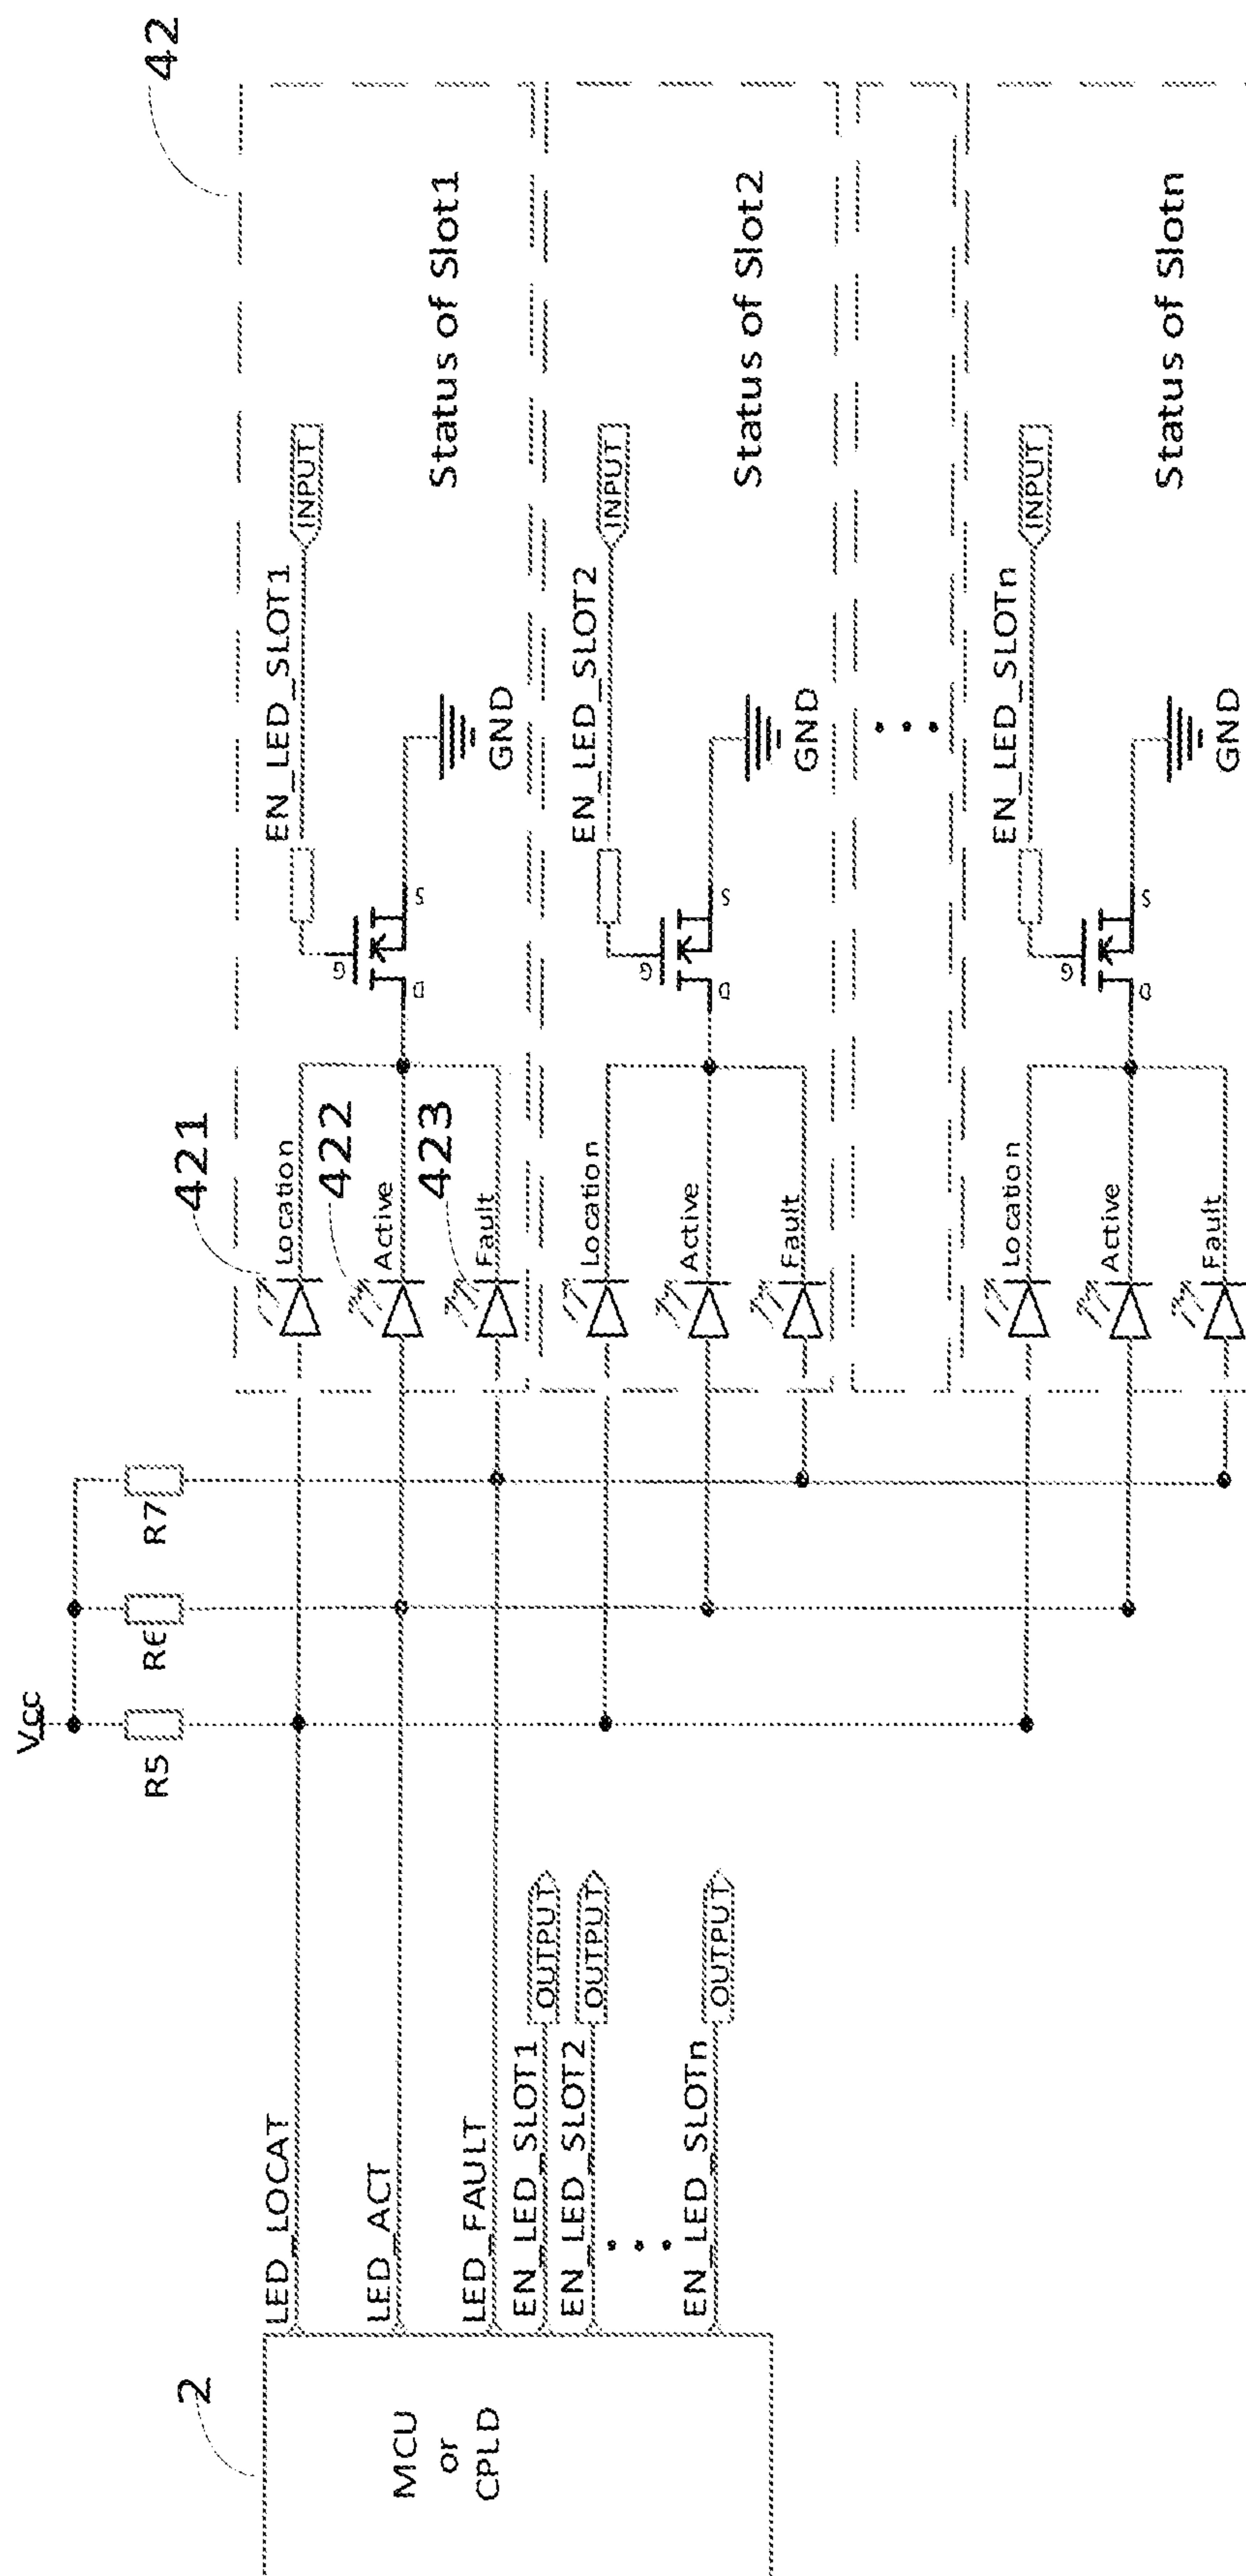 2
MCU
or
CPLD
LED_LOCAT
LED_ACT
LED_FAULT
EN_LED_SLOT1
OUTPUT
EN_LED_SLOT2
OUTPUT
EN_LED_SLOTn
OUTPUT
Vcc
R5
R6
R7
42
421
Location
422
Active
423
Fault
G
D
S
EN_LED_SLOT1
INPUT
GND
Status of Slot1
Location
Active
Fault
G
D
S
EN_LED_SLOT2
INPUT
GND
Status of Slot2
Location
Active
Fault
G
D
S
EN_LED_SLOTn
INPUT
GND
Status of Slotn